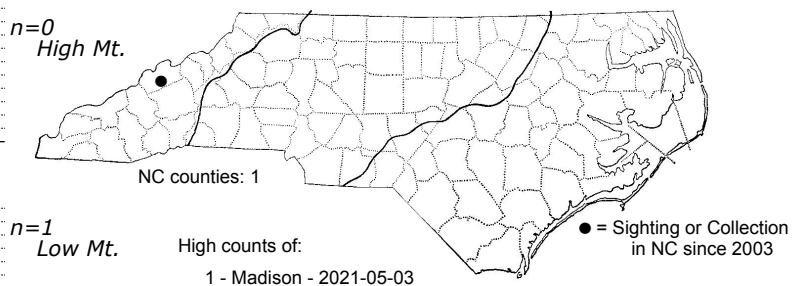 n=0
High Mt.
NC counties: 1
n=1
Low Mt.
High counts of:
1 - Madison - 2021-05-03
● = Sighting or Collection
in NC since 2003